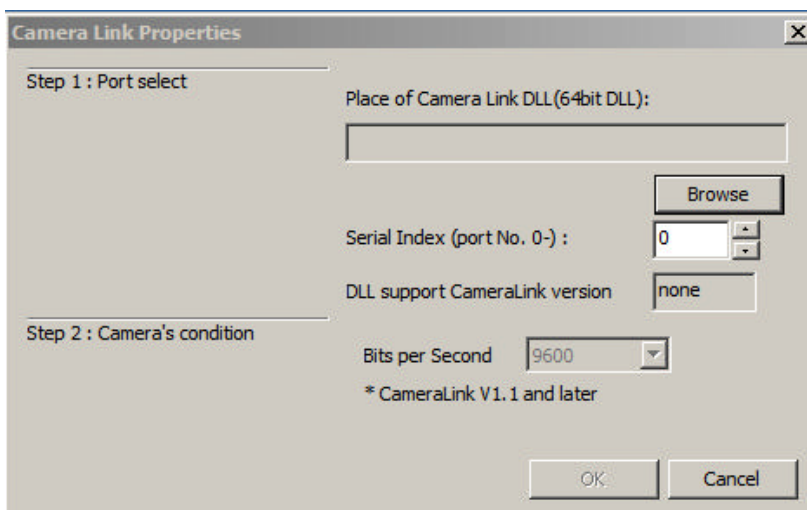 Camera Link Properties
Step 1 : Port select
Place of Camera Link DLL(64bit DLL):
Browse
Serial Index (port No. 0-) :
0
DLL support CameraLink version
none
Step 2 : Camera's condition
Bits per Second
9600
* CameraLink V1.1 and later
OK
Cancel